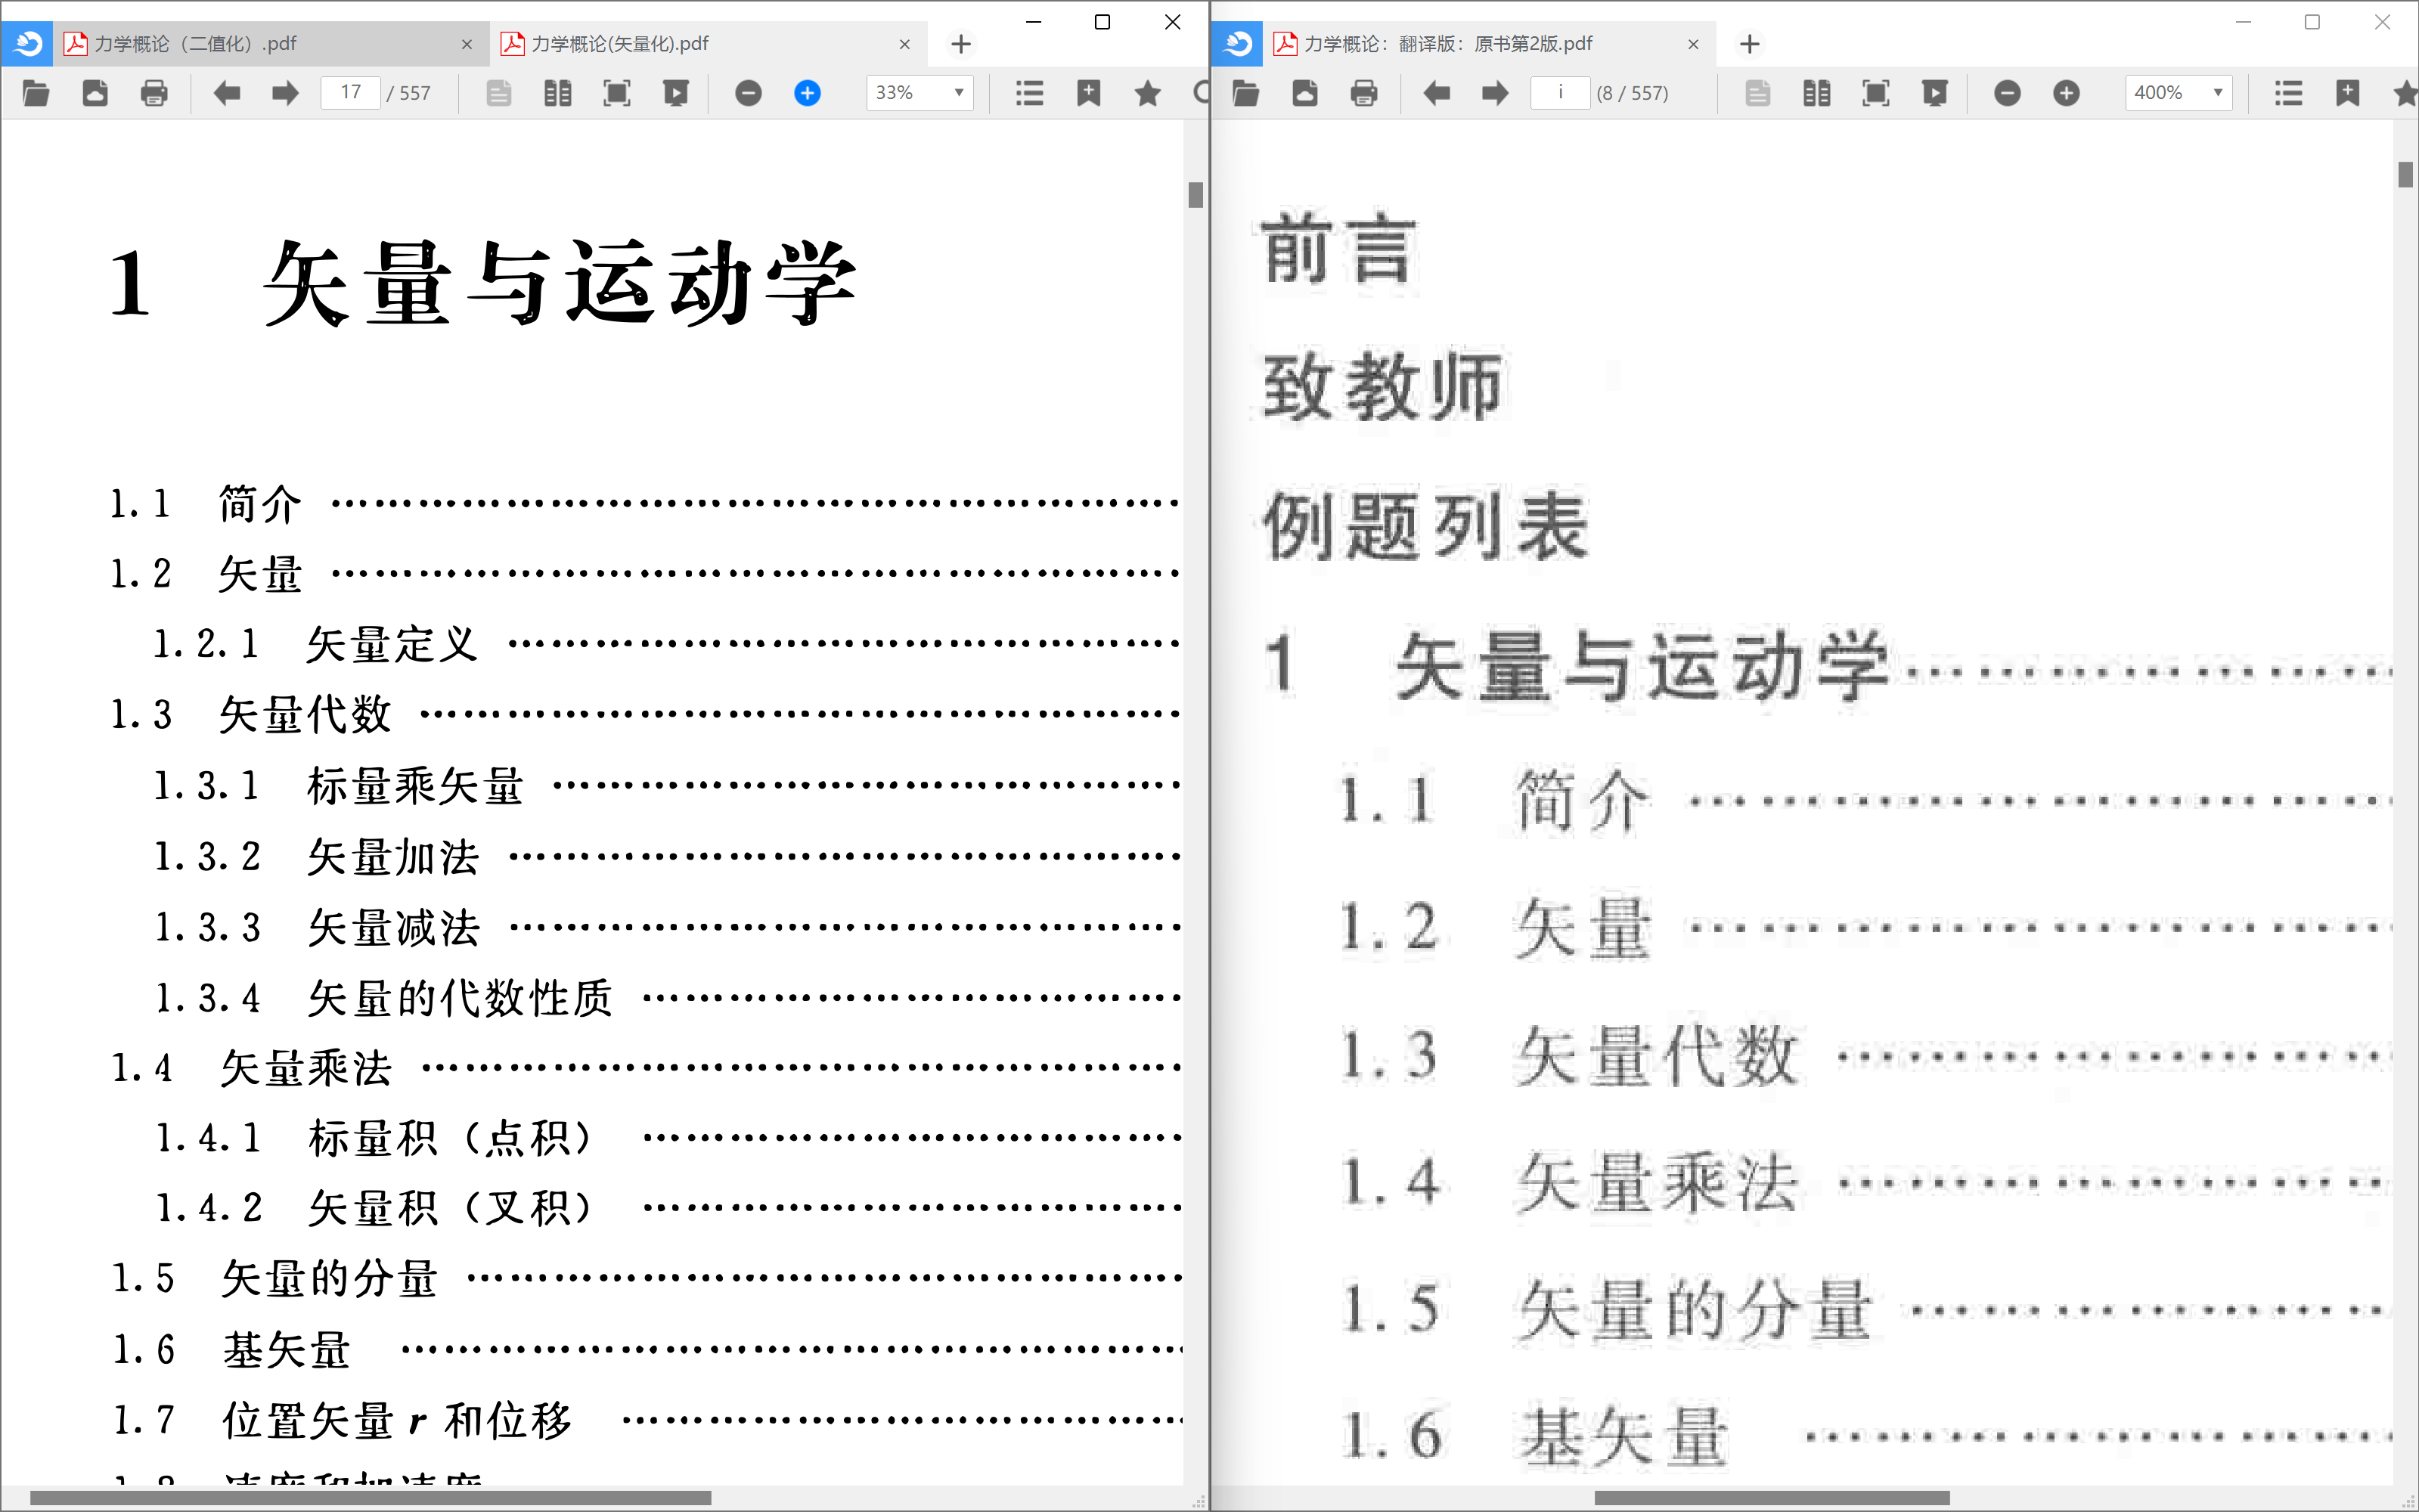 力学概论（二值化）.pdf
力学概论(矢量化).pdf
17 / 557
33%
1 矢量与运动学
1.1 简介
1.2 矢量
1.2.1 矢量定义
1.3 矢量代数
1.3.1 标量乘矢量
1.3.2 矢量加法
1.3.3 矢量减法
1.3.4 矢量的代数性质
1.4 矢量乘法
1.4.1 标量积（点积）
1.4.2 矢量积（叉积）
1.5 矢量的分量
1.6 基矢量
1.7 位置矢量 r 和位移
1.8 速度和加速度
力学概论：翻译版：原书第2版.pdf
i (8 / 557)
400%
前言
致教师
例题列表
1 矢量与运动学
1.1 简介
1.2 矢量
1.3 矢量代数
1.4 矢量乘法
1.5 矢量的分量
1.6 基矢量